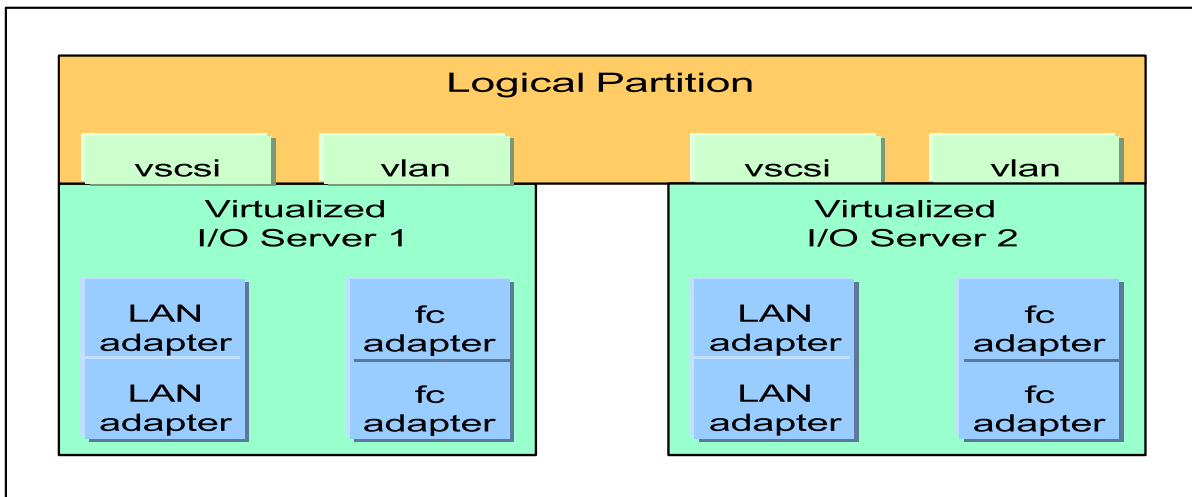 Logical Partition
vscsi
vlan
vscsi
vlan
Virtualized
I/O Server 1
LAN
adapter
LAN
adapter
fc
adapter
fc
adapter
Virtualized
I/O Server 2
LAN
adapter
LAN
adapter
fc
adapter
fc
adapter